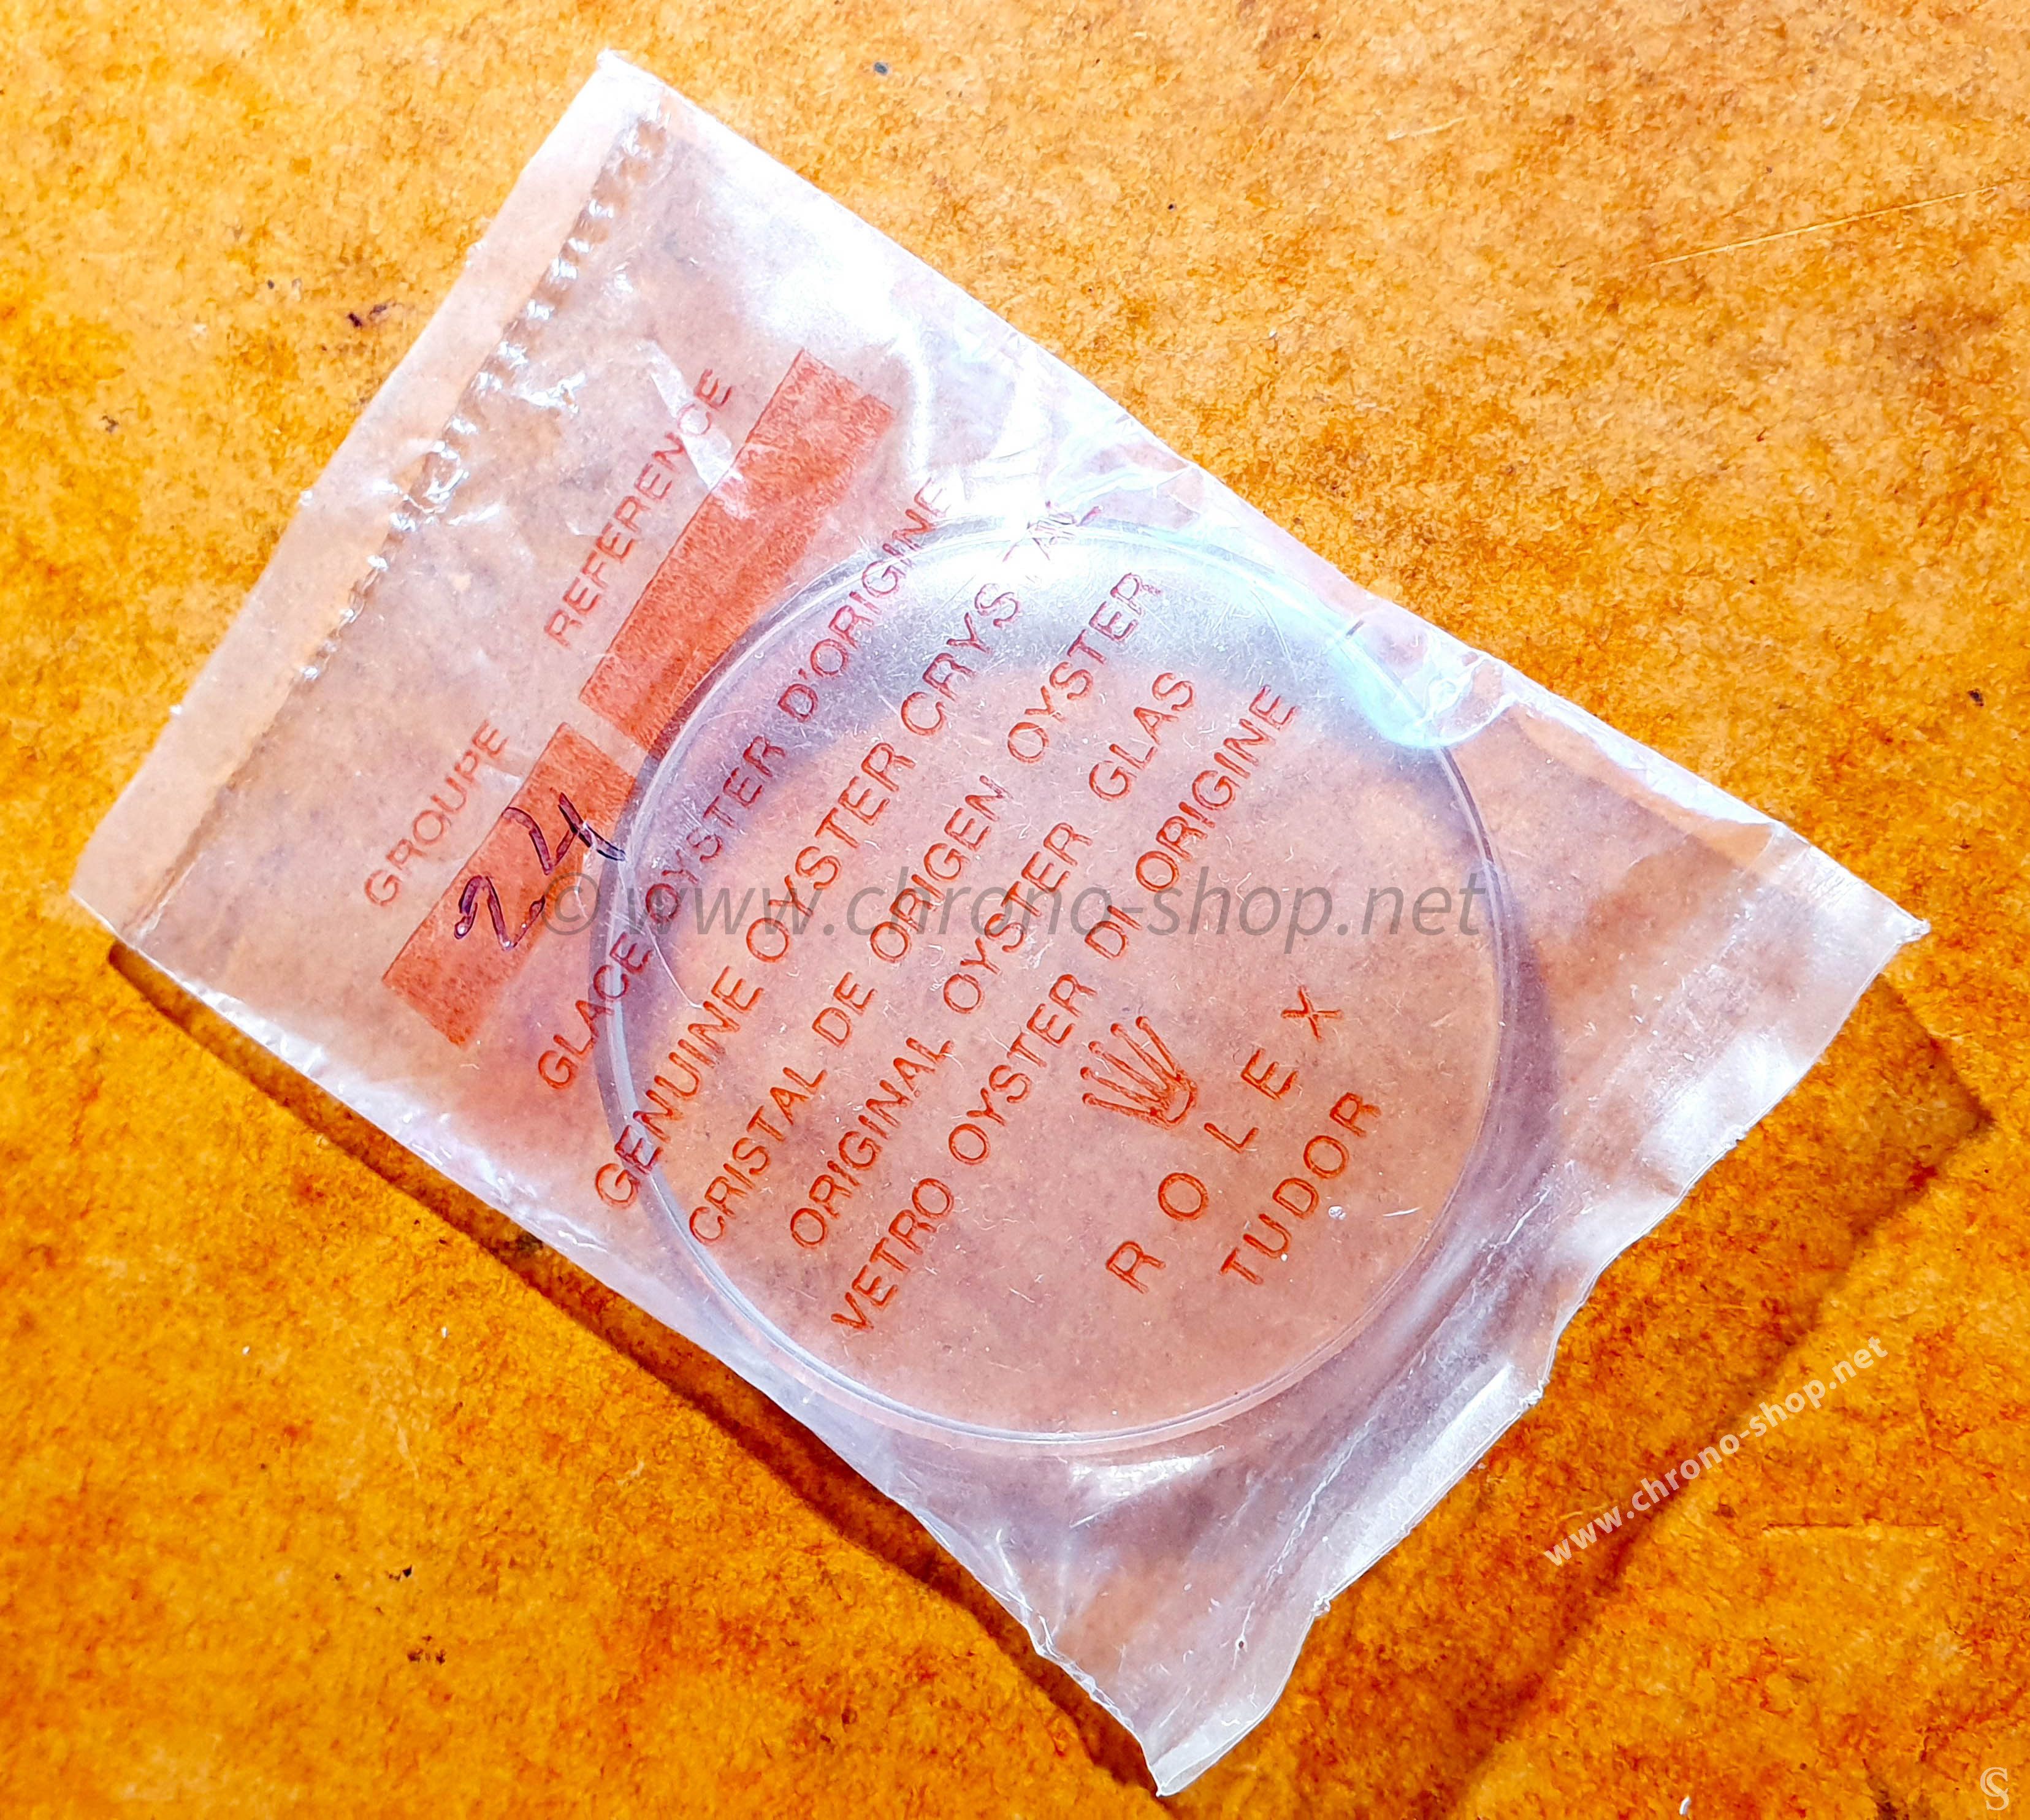 GROUPE REFERENCE
24
GLACE OYSTER D'ORIGINE
GENUINE OYSTER CRYSTAL
CRISTAL DE ORIGEN OYSTER
ORIGINAL OYSTER GLAS
VETRO OYSTER DI ORIGINE
ROLEX
TUDOR
©www.chrono-shop.net
www.chrono-shop.net